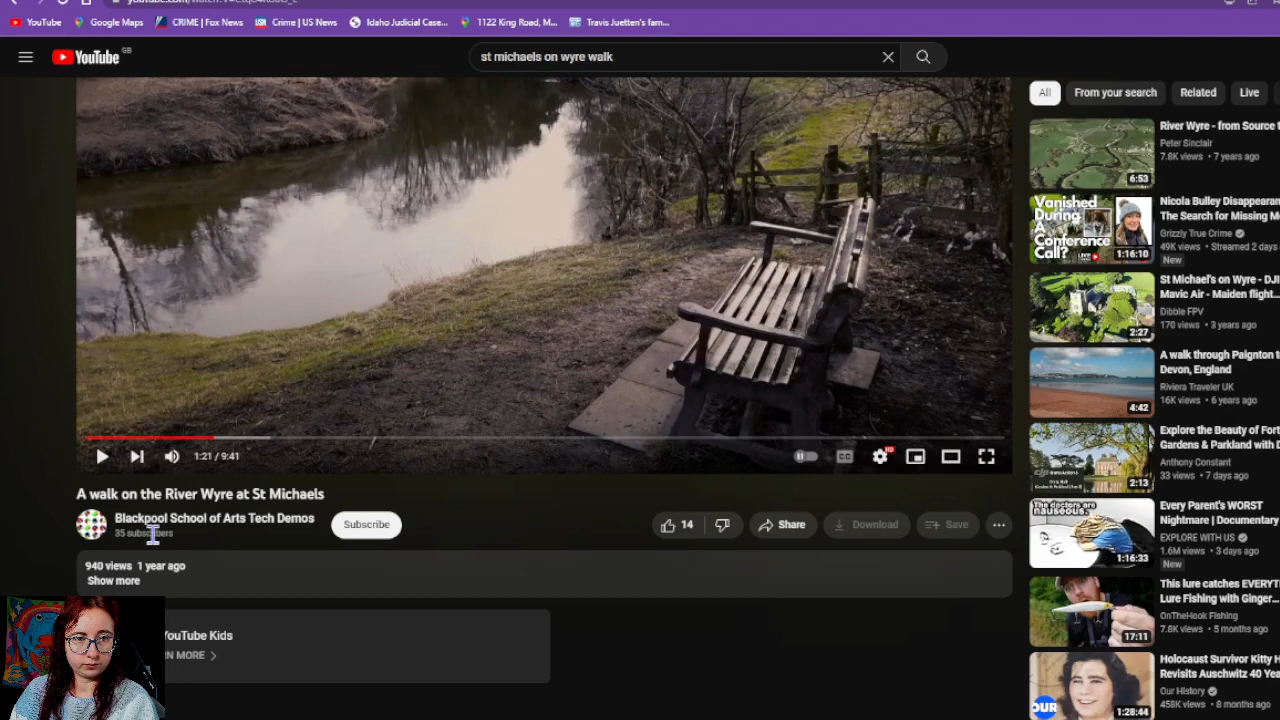 YouTube
Google Maps
CRIME | Fox News
Crime | US News
Idaho Judicial Case...
1122 King Road, M...
Travis Juetten's fam...
YouTube GB
st michaels on wyre walk
All
From your search
Related
Live
River Wyre - from Source t
Peter Sinclair
7.8K views • 7 years ago
6:53
Vanished
During
A
Conference
Call?
LIVE
1:16:10
Nicola Bulley Disappearan
The Search for Missing M
Grizzly True Crime
49K views • Streamed 2 days
New
St Michael's on Wyre - DJI
Mavic Air - Maiden flight...
Dibble FPV
170 views • 3 years ago
2:27
A walk through Paignton t
Devon, England
Riviera Traveler UK
16K views • 6 years ago
4:42
Explore the Beauty of Fort
Gardens & Parkland with D
Anthony Constant
33 views • 7 days ago
2:13
The doctors are
nauseous.
1:16:33
Every Parent's WORST
Nightmare | Documentary
EXPLORE WITH US
1.6M views • 3 days ago
New
This lure catches EVERYT
Lure Fishing with Ginger...
OnTheHook Fishing
7.8K views • 5 months ago
17:11
Holocaust Survivor Kitty H
Revisits Auschwitz 40 Yea
Our History
458K views • 8 months ago
OUR
1:28:44
1:21 / 9:41
CC
HD
A walk on the River Wyre at St Michaels
Blackpool School of Arts Tech Demos
35 subscribers
Subscribe
14
Share
Download
Save
940 views 1 year ago
Show more
YouTube Kids
RN MORE